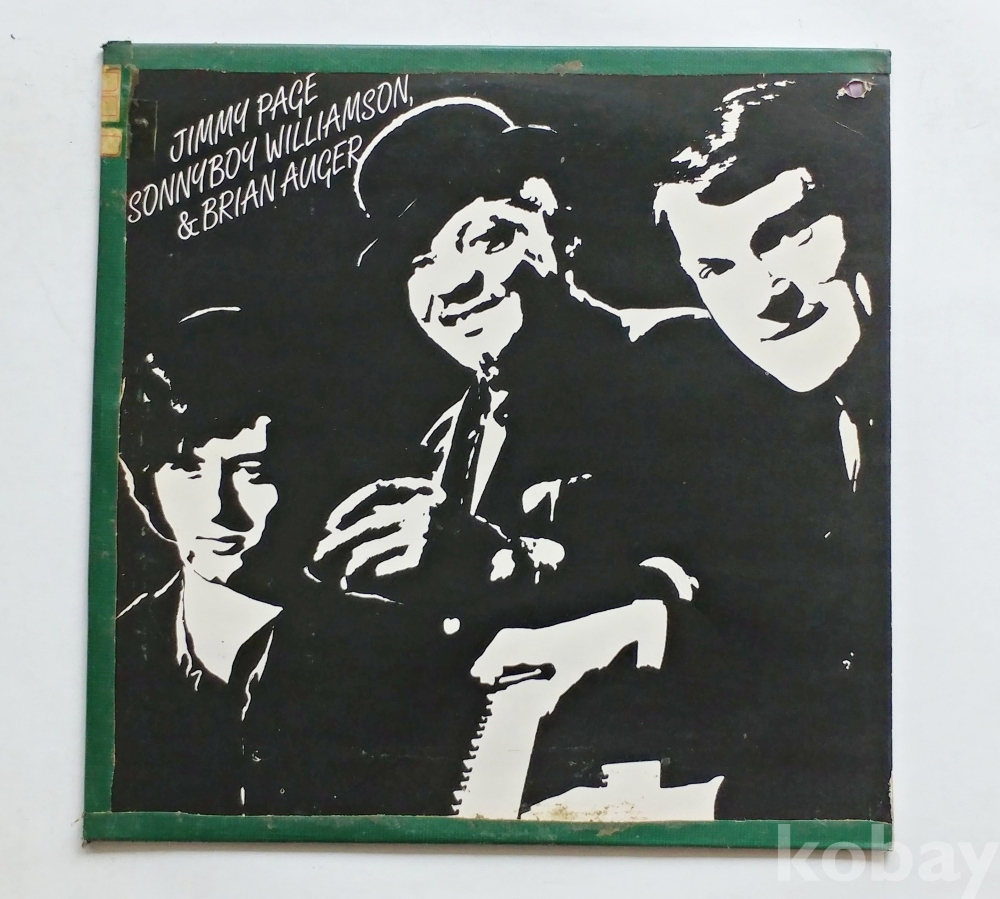 JIMMY PAGE
SONNYBOY WILLIAMSON,
& BRIAN AUGER
kobay